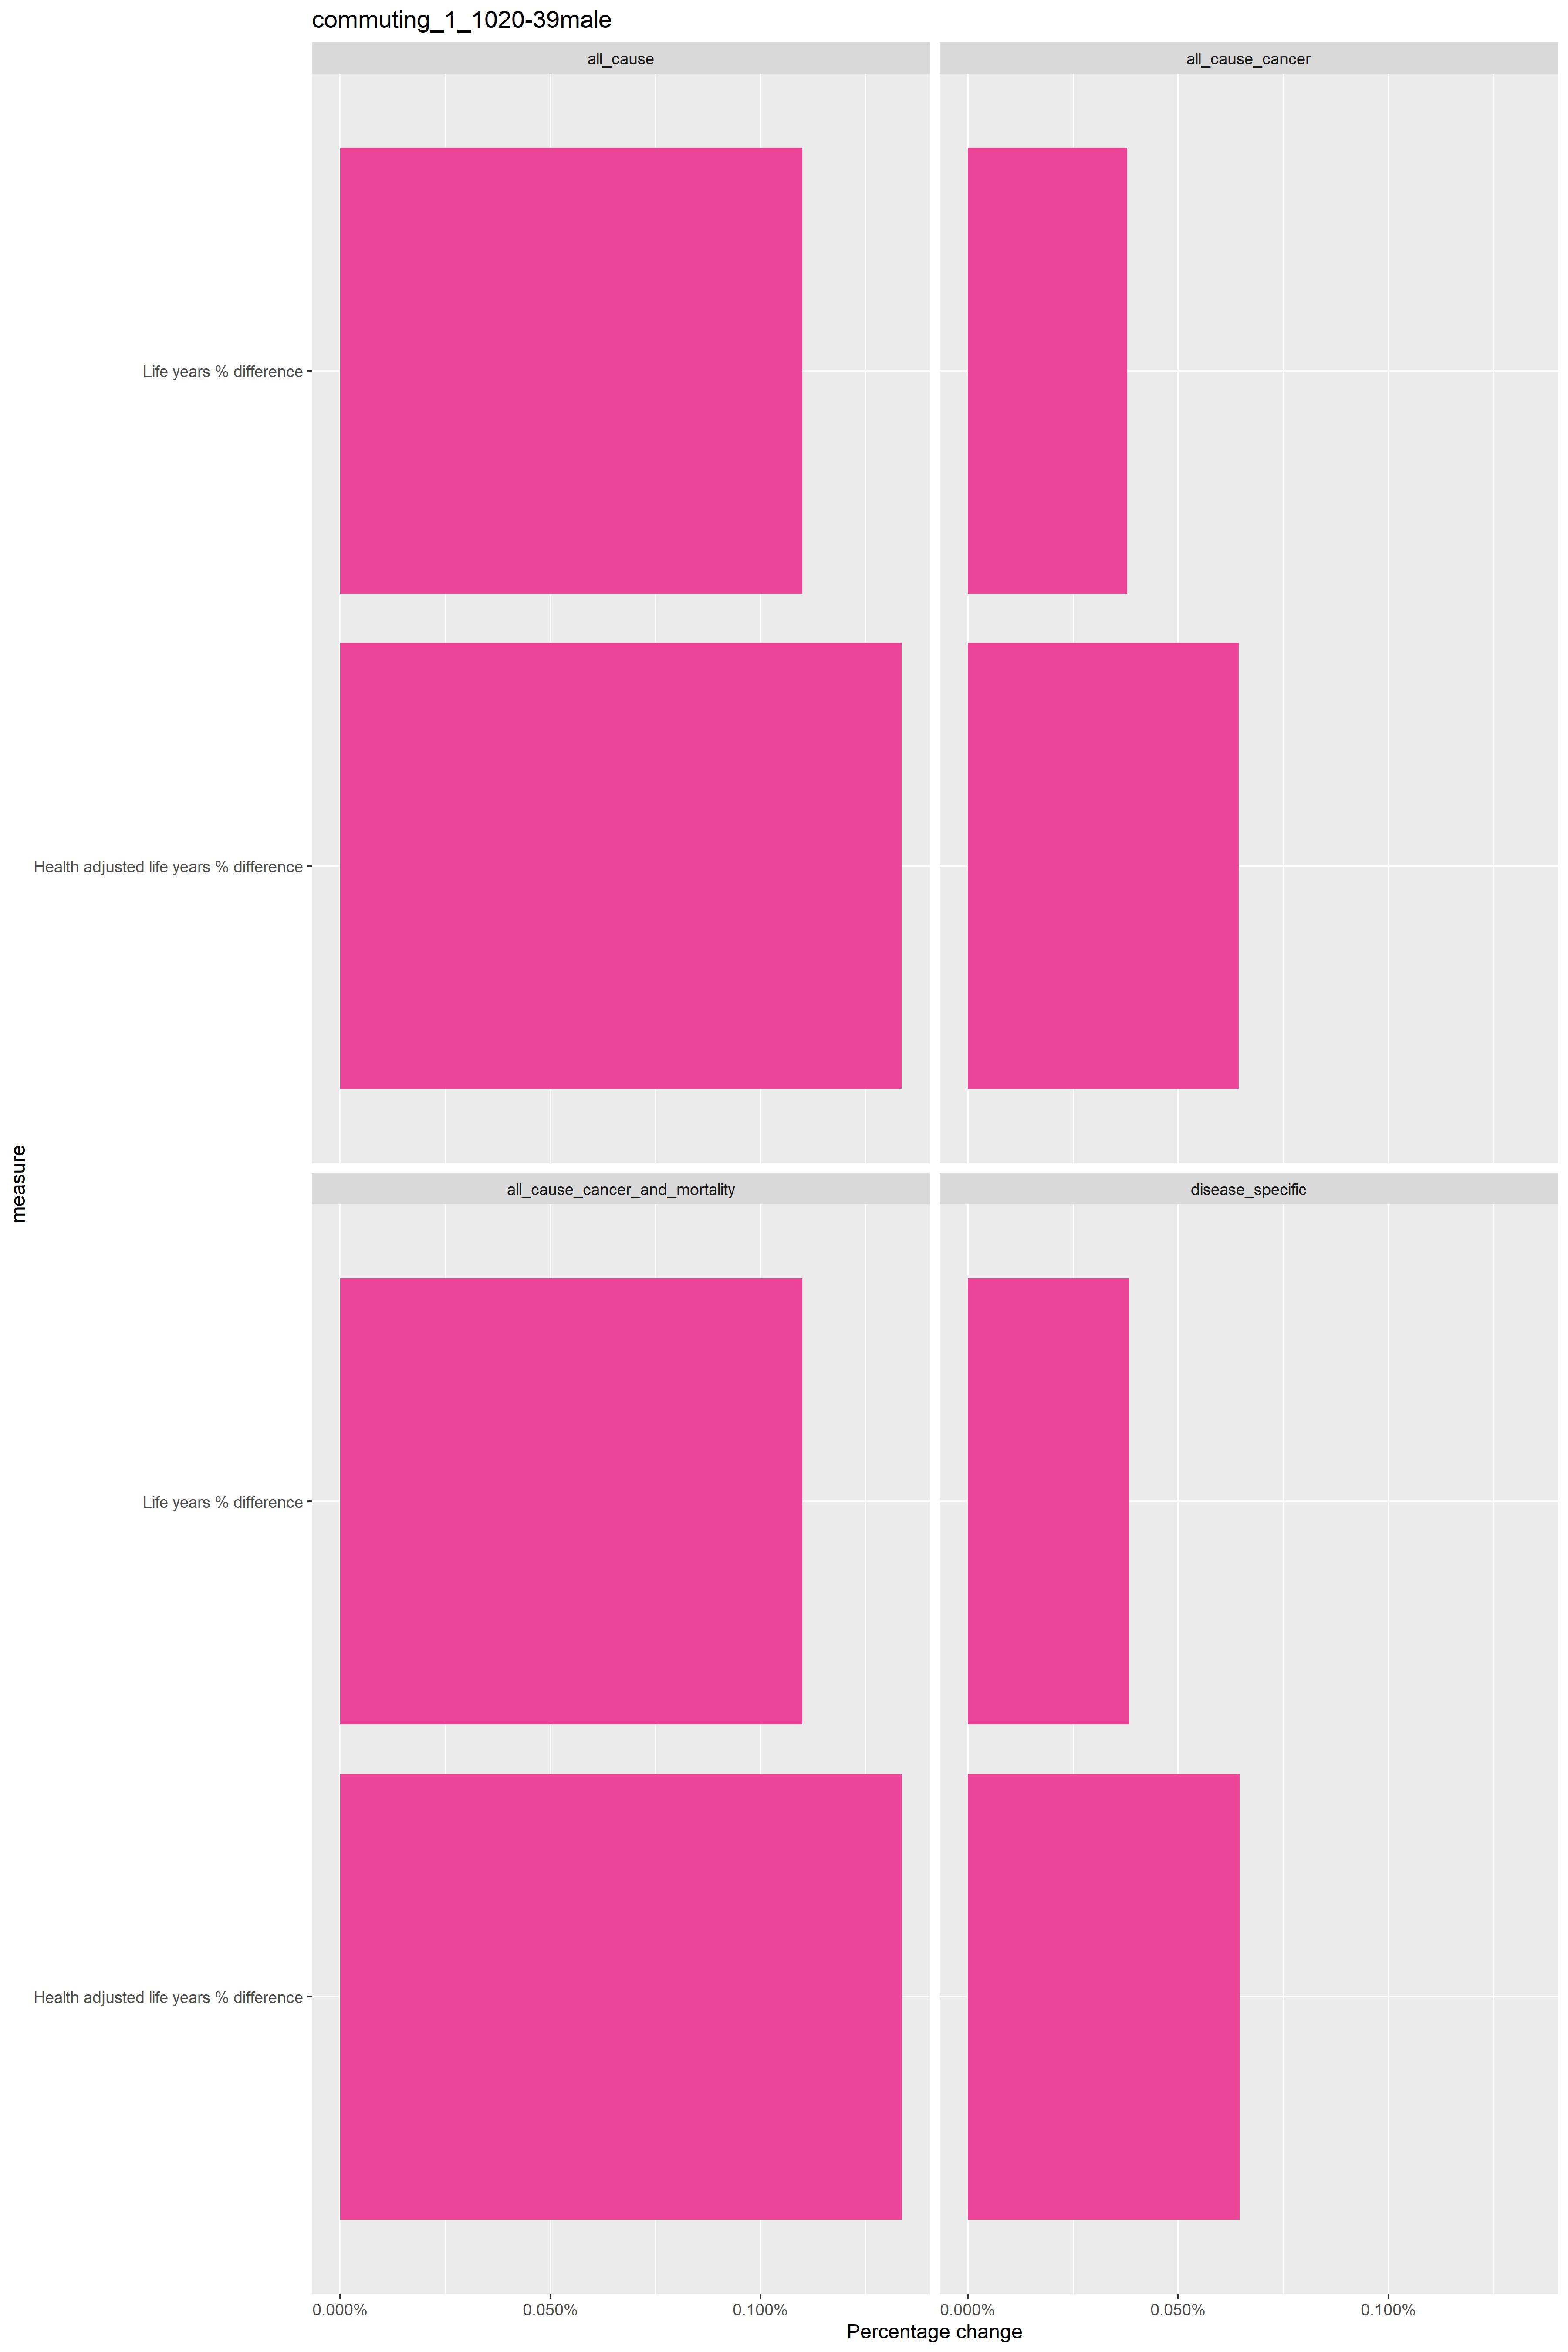 commuting_1_1020-39male
all_cause
all_cause_cancer
Life years % difference
Health adjusted life years % difference
measure
all_cause_cancer_and_mortality
disease_specific
Life years % difference
Health adjusted life years % difference
0.000%
0.050%
0.100%
0.000%
0.050%
0.100%
Percentage change